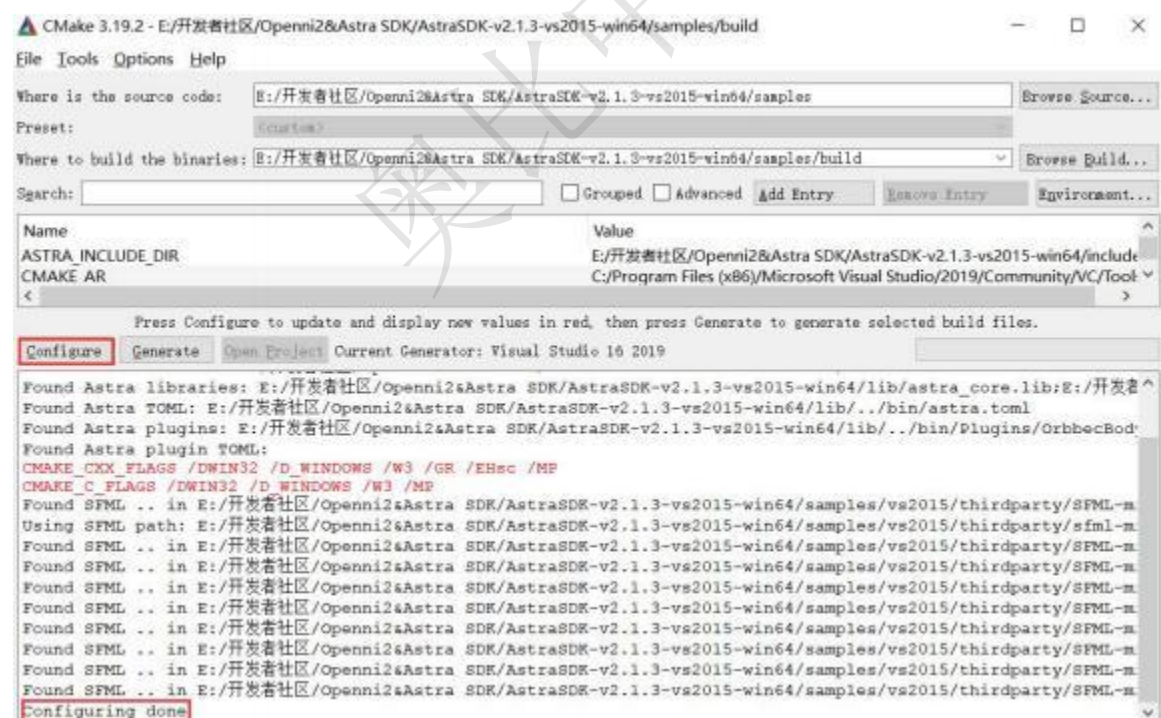 CMake 3.19.2 - E:/开发者社区/Openni2&Astra SDK/AstraSDK-v2.1.3-vs2015-win64/samples/build
File Tools Options Help
Where is the source code: E:/开发者社区/Openni2&Astra SDK/AstraSDK-v2.1.3-vs2015-win64/samples Browse Source...
Preset: <custom>
Where to build the binaries: E:/开发者社区/Openni2&Astra SDK/AstraSDK-v2.1.3-vs2015-win64/samples/build Browse Build...
Search: Grouped Advanced Add Entry Remove Entry Environment...
Name Value
ASTRA_INCLUDE_DIR E:/开发者社区/Openni2&Astra SDK/AstraSDK-v2.1.3-vs2015-win64/include
CMAKE_AR C:/Program Files (x86)/Microsoft Visual Studio/2019/Community/VC/Tool
Press Configure to update and display new values in red, then press Generate to generate selected build files.
Configure Generate Open Project Current Generator: Visual Studio 16 2019
Found Astra libraries: E:/开发者社区/Openni2&Astra SDK/AstraSDK-v2.1.3-vs2015-win64/lib/astra_core.lib;E:/开发者
Found Astra TOML: E:/开发者社区/Openni2&Astra SDK/AstraSDK-v2.1.3-vs2015-win64/lib/../bin/astra.toml
Found Astra plugins: E:/开发者社区/Openni2&Astra SDK/AstraSDK-v2.1.3-vs2015-win64/lib/../bin/Plugins/OrbbecBody
Found Astra plugin TOML:
CMAKE_CXX_FLAGS /DWIN32 /D_WINDOWS /W3 /GR /EHsc /MP
CMAKE_C_FLAGS /DWIN32 /D_WINDOWS /W3 /MP
Found SFML .. in E:/开发者社区/Openni2&Astra SDK/AstraSDK-v2.1.3-vs2015-win64/samples/vs2015/thirdparty/SFML-m
Using SFML path: E:/开发者社区/Openni2&Astra SDK/AstraSDK-v2.1.3-vs2015-win64/samples/vs2015/thirdparty/sfml-m
Found SFML .. in E:/开发者社区/Openni2&Astra SDK/AstraSDK-v2.1.3-vs2015-win64/samples/vs2015/thirdparty/SFML-m
Found SFML .. in E:/开发者社区/Openni2&Astra SDK/AstraSDK-v2.1.3-vs2015-win64/samples/vs2015/thirdparty/SFML-m
Found SFML .. in E:/开发者社区/Openni2&Astra SDK/AstraSDK-v2.1.3-vs2015-win64/samples/vs2015/thirdparty/SFML-m
Found SFML .. in E:/开发者社区/Openni2&Astra SDK/AstraSDK-v2.1.3-vs2015-win64/samples/vs2015/thirdparty/SFML-m
Found SFML .. in E:/开发者社区/Openni2&Astra SDK/AstraSDK-v2.1.3-vs2015-win64/samples/vs2015/thirdparty/SFML-m
Found SFML .. in E:/开发者社区/Openni2&Astra SDK/AstraSDK-v2.1.3-vs2015-win64/samples/vs2015/thirdparty/SFML-m
Found SFML .. in E:/开发者社区/Openni2&Astra SDK/AstraSDK-v2.1.3-vs2015-win64/samples/vs2015/thirdparty/SFML-m
Found SFML .. in E:/开发者社区/Openni2&Astra SDK/AstraSDK-v2.1.3-vs2015-win64/samples/vs2015/thirdparty/SFML-m
Configuring done
奥比